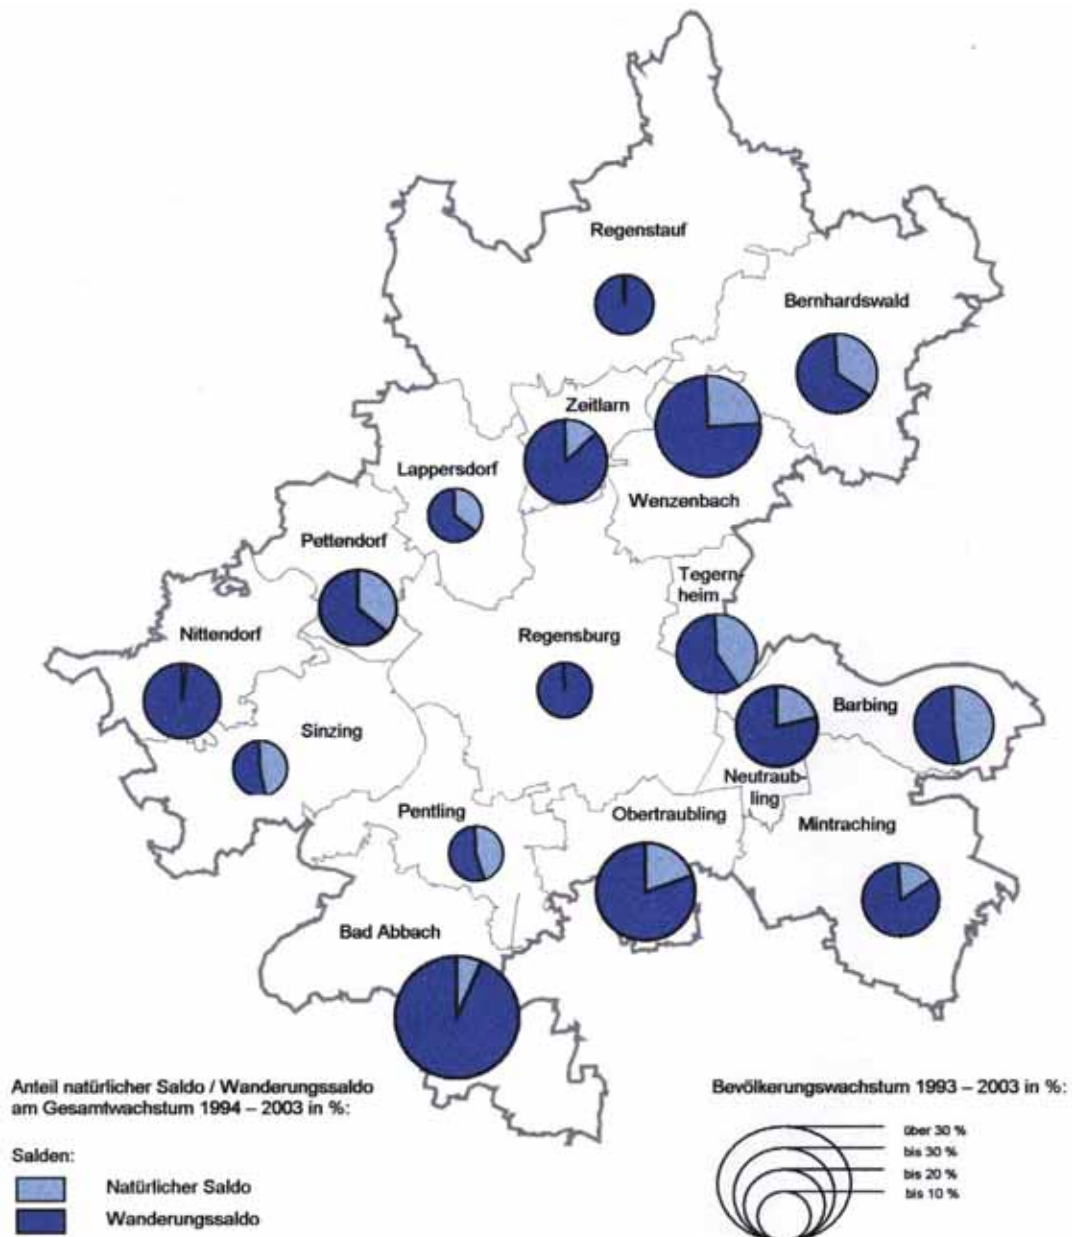 Regenstauf
Bernhardswald
Zeitlarn
Lappersdorf
Wenzenbach
Pettendorf
Tegern-
heim
Nittendorf
Regensburg
Barbing
Sinzing
Neutraub-
ling
Pentling
Obertraubling
Mintraching
Bad Abbach
Anteil natürlicher Saldo / Wanderungssaldo
am Gesamtwachstum 1994 – 2003 in %:
Salden:
Natürlicher Saldo
Wanderungssaldo
Bevölkerungswachstum 1993 – 2003 in %:
über 30 %
bis 30 %
bis 20 %
bis 10 %